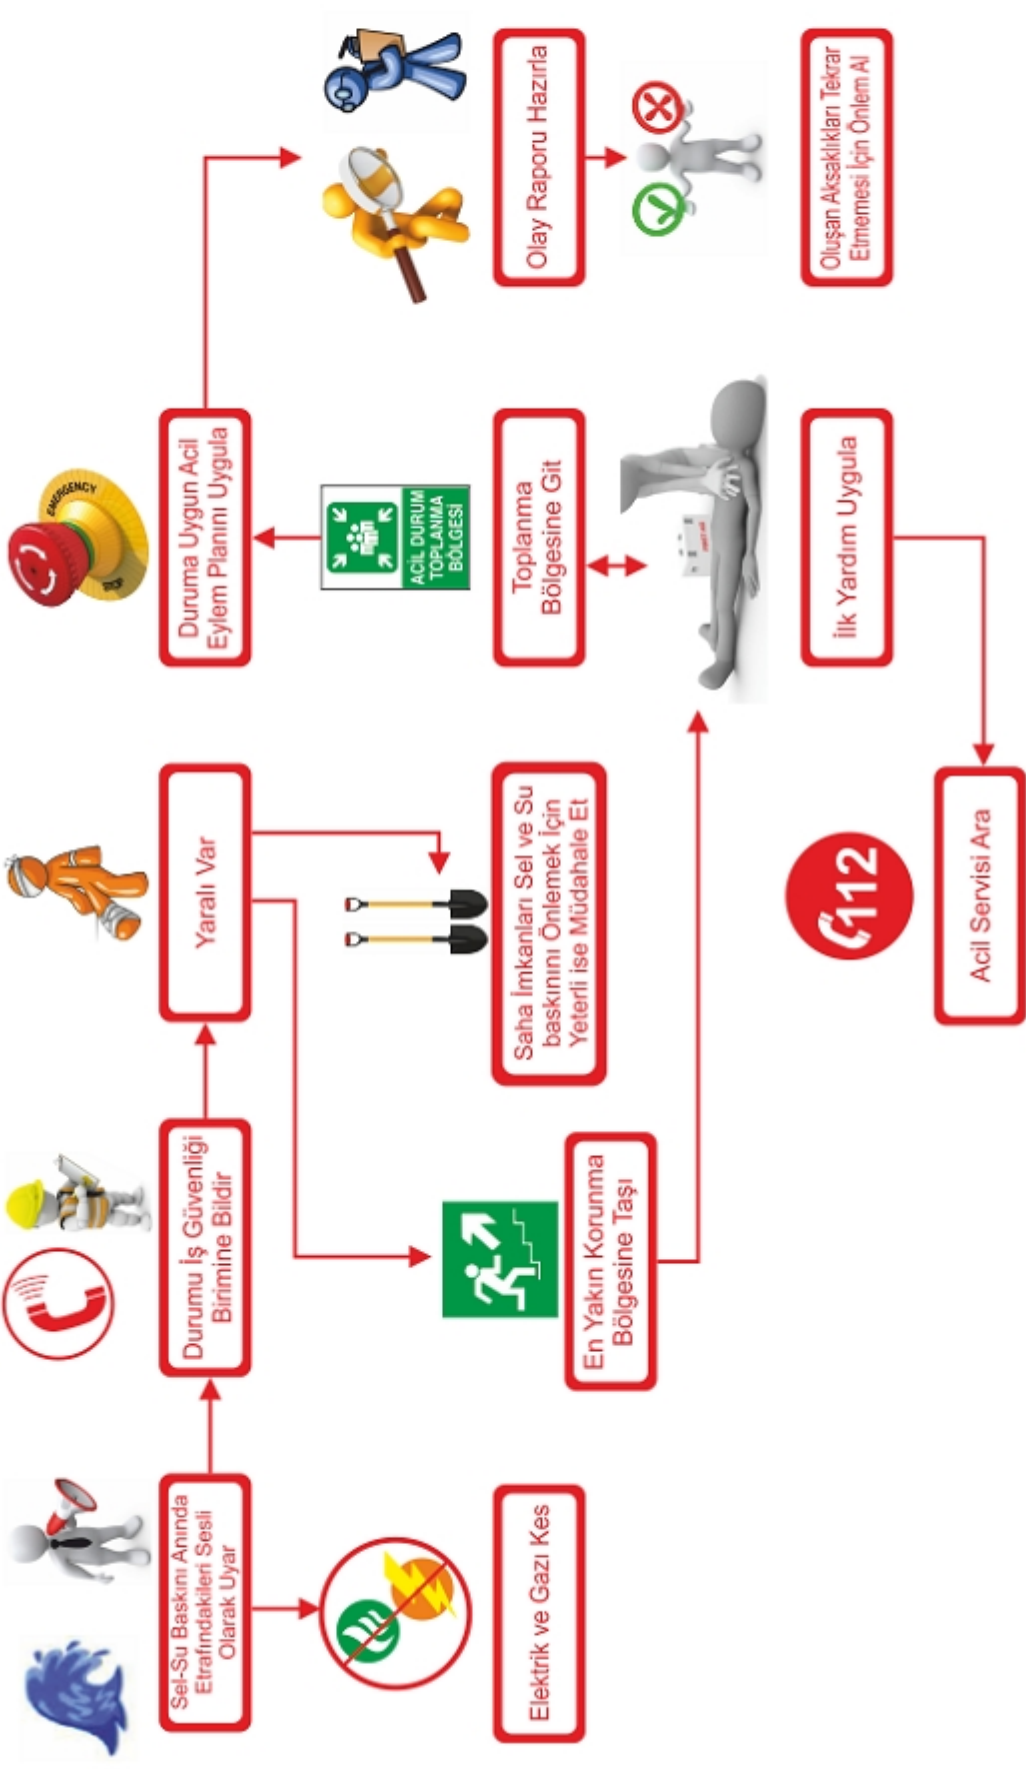 Sel-Su Baskını Anında
Etrafındakileri Sesli
Olarak Uyar
Elektrik ve Gazı Kes
Durumu İş Güvenliği
Birimine Bildir
Yaralı Var
En Yakın Korunma
Bölgesine Taşı
Saha İmkanları Sel ve Su
baskınını Önlemek İçin
Yeterli ise Müdahale Et
EMERGENCY
STOP
Duruma Uygun Acil
Eylem Planını Uygula
ACİL DURUM
TOPLANMA
BÖLGESİ
Toplanma
Bölgesine Git
İlk Yardım Uygula
112
Acil Servisi Ara
Olay Raporu Hazırla
Oluşan Aksaklıkları Tekrar
Etmemesi İçin Önlem Al